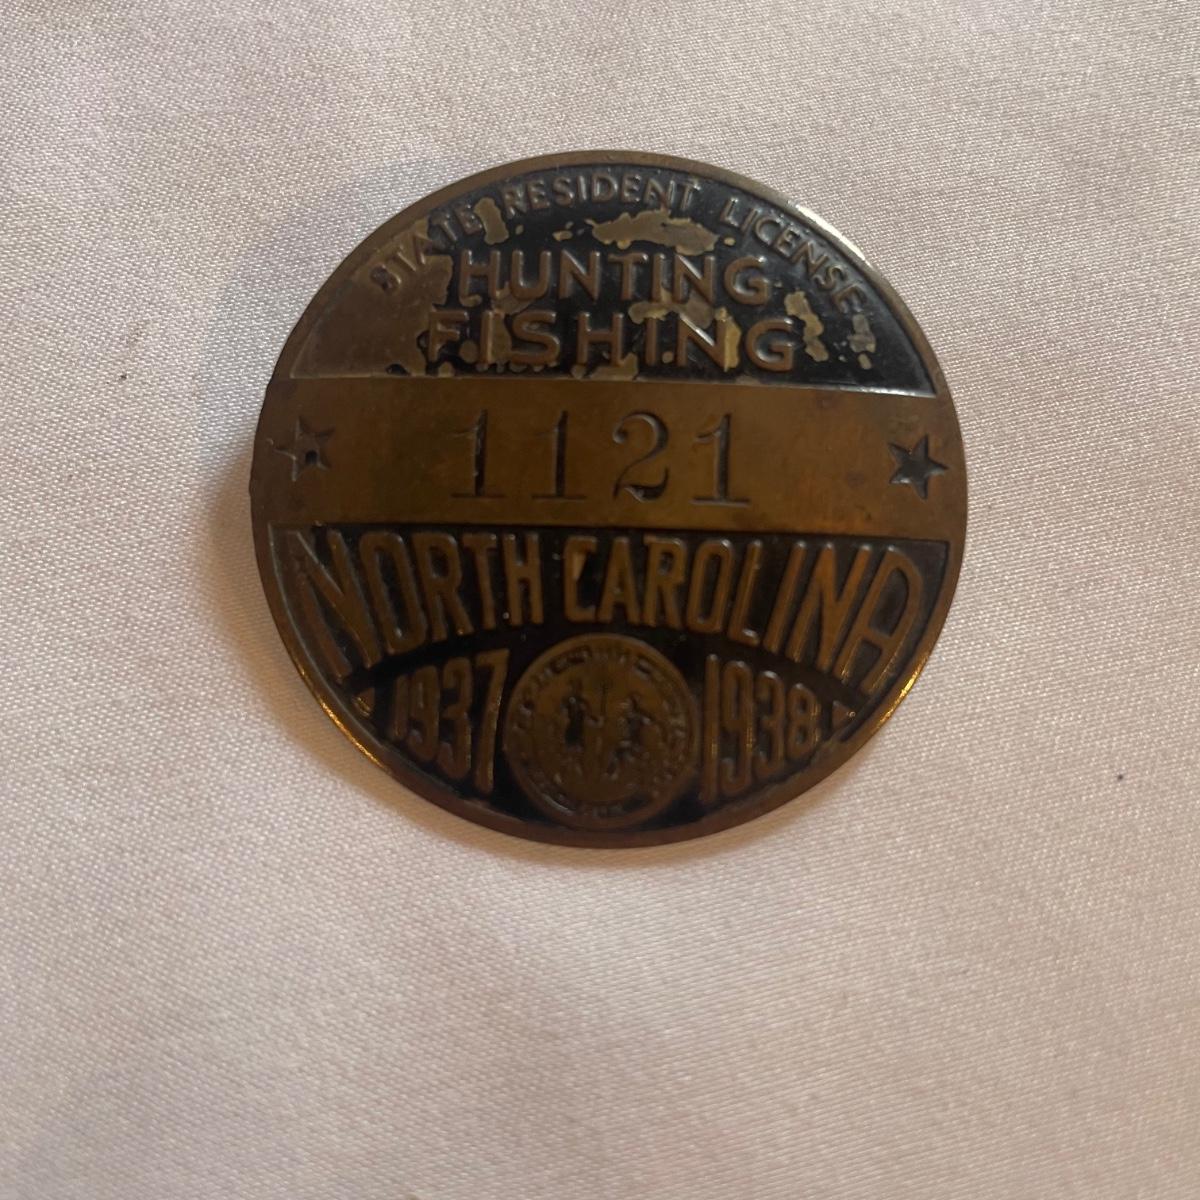 STATE RESIDENT LICENSE
HUNTING
FISHING
1121
NORTH CAROLINA
1937 1938